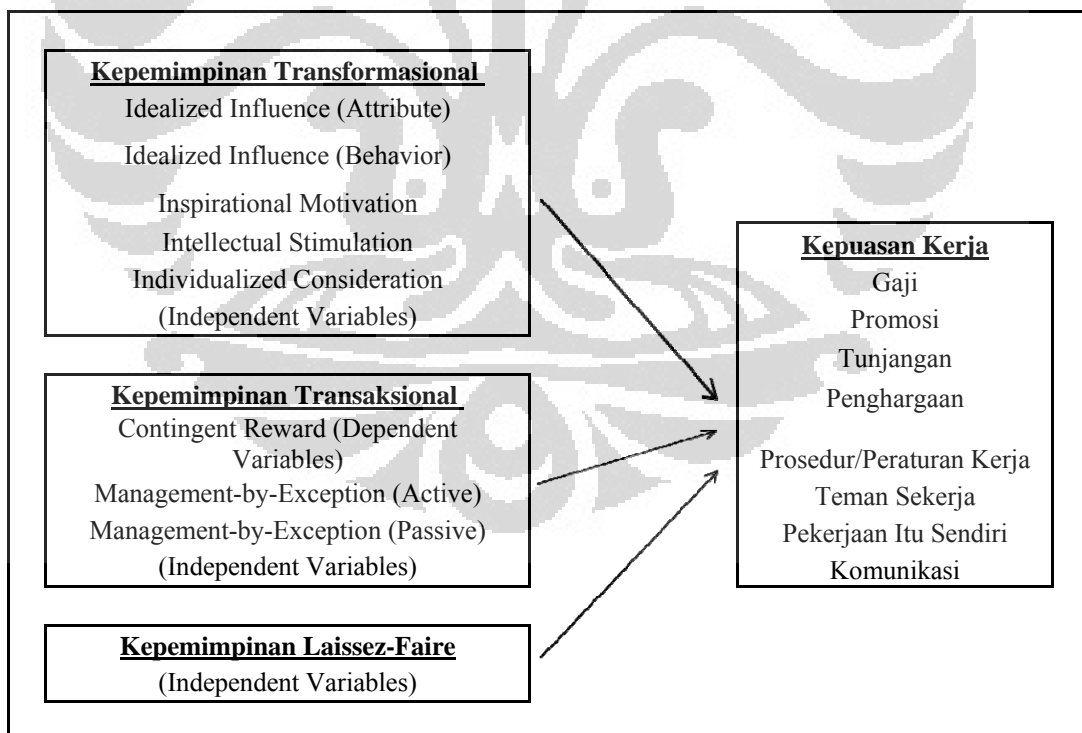 Kepemimpinan Transformasional
Idealized Influence (Attribute)
Idealized Influence (Behavior)
Inspirational Motivation
Intellectual Stimulation
Individualized Consideration
(Independent Variables)
Kepemimpinan Transaksional
Contingent Reward (Dependent
Variables)
Management-by-Exception (Active)
Management-by-Exception (Passive)
(Independent Variables)
Kepemimpinan Laissez-Faire
(Independent Variables)
Kepuasan Kerja
Gaji
Promosi
Tunjangan
Penghargaan
Prosedur/Peraturan Kerja
Teman Sekerja
Pekerjaan Itu Sendiri
Komunikasi